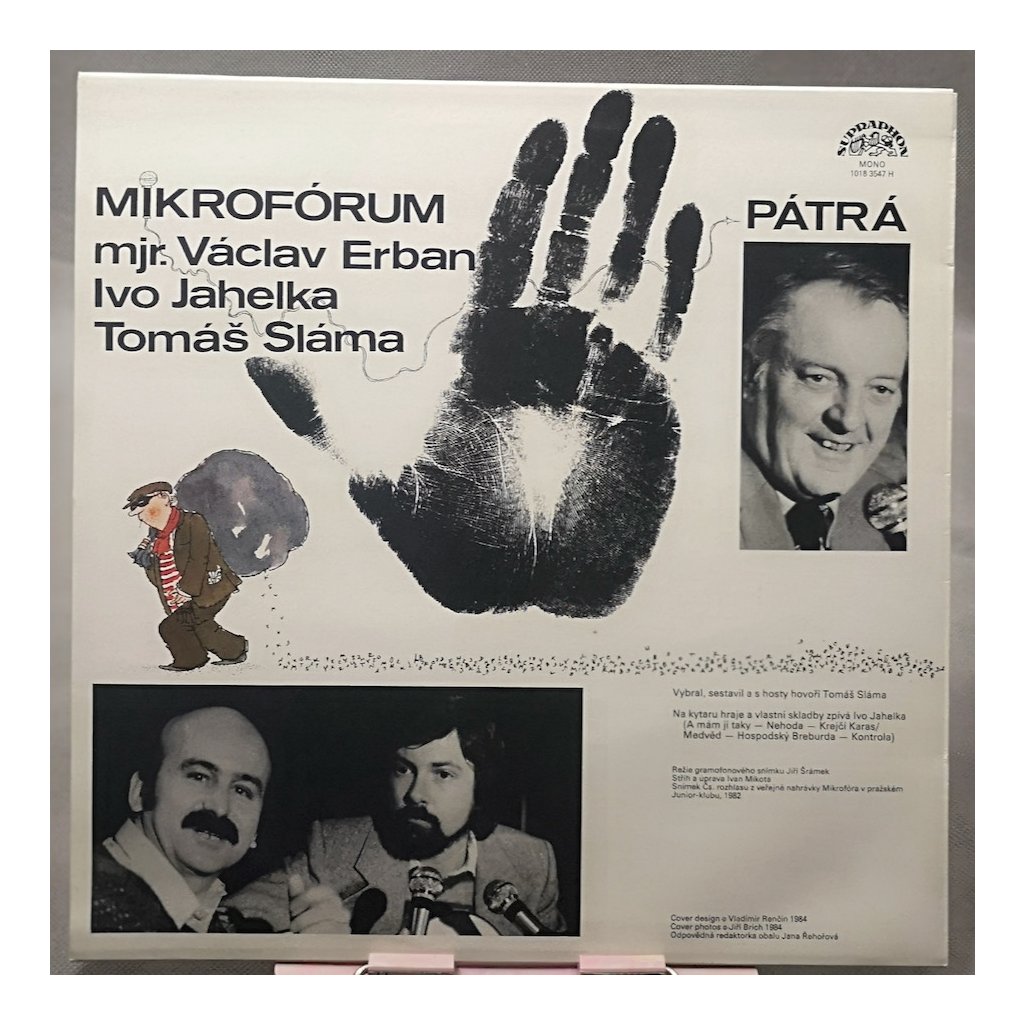 SUPRAPHON
MONO
1018 3547 H
MIKROFÓRUM
PÁTRÁ
mjr. Václav Erban
Ivo Jahelka
Tomáš Sláma
Vybral, sestavil a s hosty hovoří Tomáš Sláma
Na kytaru hraje a vlastní skladby zpívá Ivo Jahelka
(A mám ji taky — Nehoda — Krejčí Karas/
Medvěd — Hospodský Breburda — Kontrola)
Režie gramofonového snímku Jiří Šrámek
Střih a úprava Ivan Mikota
Snímek Čs. rozhlasu z veřejné nahrávky Mikrofóra v pražském
Junior-klubu, 1982
Cover design © Vladimír Renčín 1984
Cover photos © Jiří Brich 1984
Odpovědná redaktorka obalu Jana Řehořová